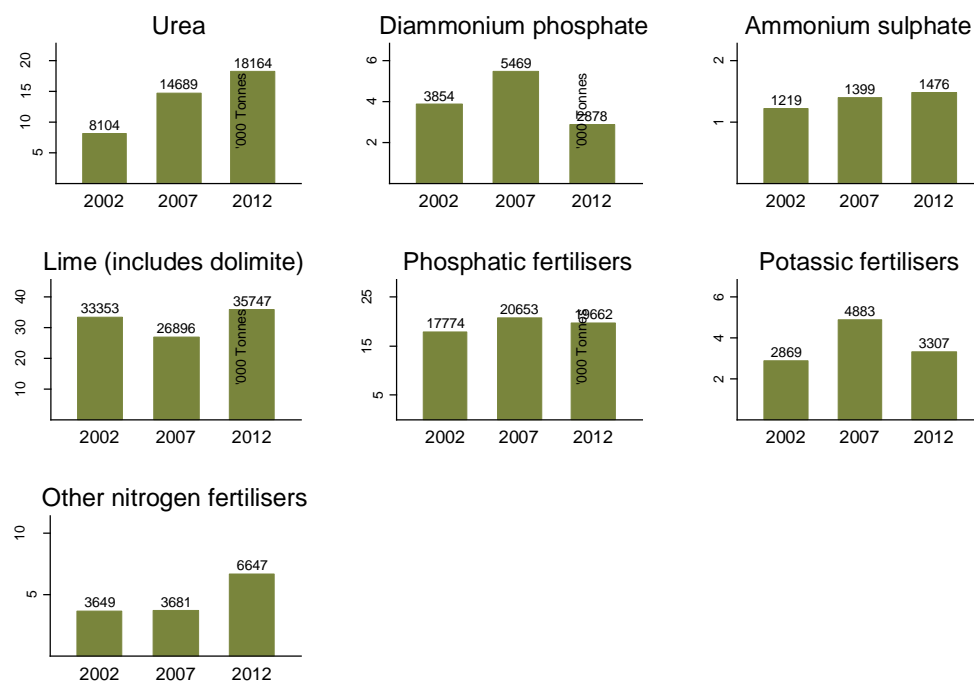 Urea
20
15
10
5
8104
14689
18164
'000 Tonnes
2002 2007 2012
Diammonium phosphate
6
4
2
3854
5469
2878
'000 Tonnes
2002 2007 2012
Ammonium sulphate
2
1
1219
1399
1476
2002 2007 2012
Lime (includes dolimite)
40
30
20
10
33353
26896
35747
'000 Tonnes
2002 2007 2012
Phosphatic fertilisers
25
15
5
17774
20653
19662
'000 Tonnes
2002 2007 2012
Potassic fertilisers
6
4
2
2869
4883
3307
2002 2007 2012
Other nitrogen fertilisers
10
5
3649
3681
6647
2002 2007 2012